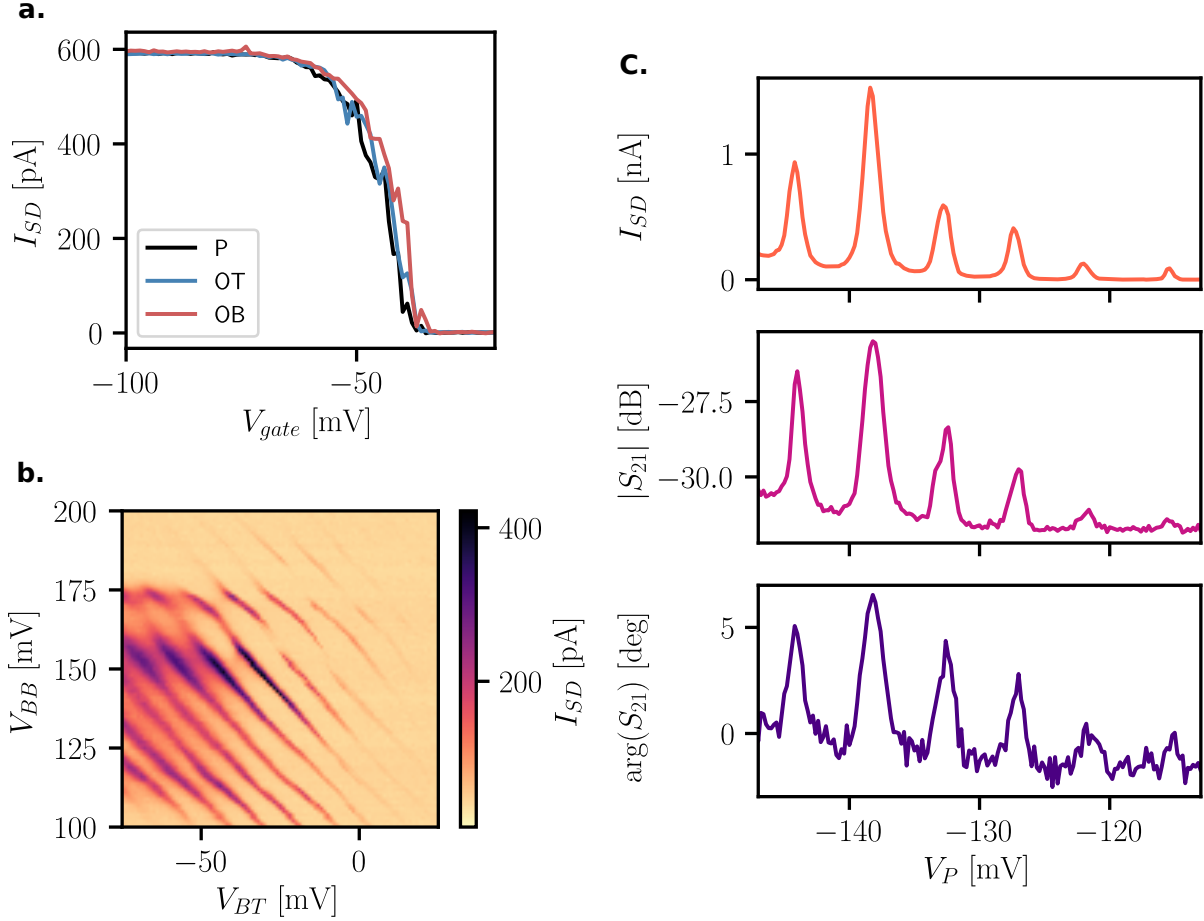 a.
600
400
200
0
I_SD [pA]
P
OT
OB
−100
−50
V_gate [mV]
b.
200
175
150
125
100
V_BB [mV]
−50
0
V_BT [mV]
400
200
I_SD [pA]
C.
1
0
I_SD [nA]
−27.5
−30.0
|S_21| [dB]
5
0
arg(S_21) [deg]
−140
−130
−120
V_P [mV]